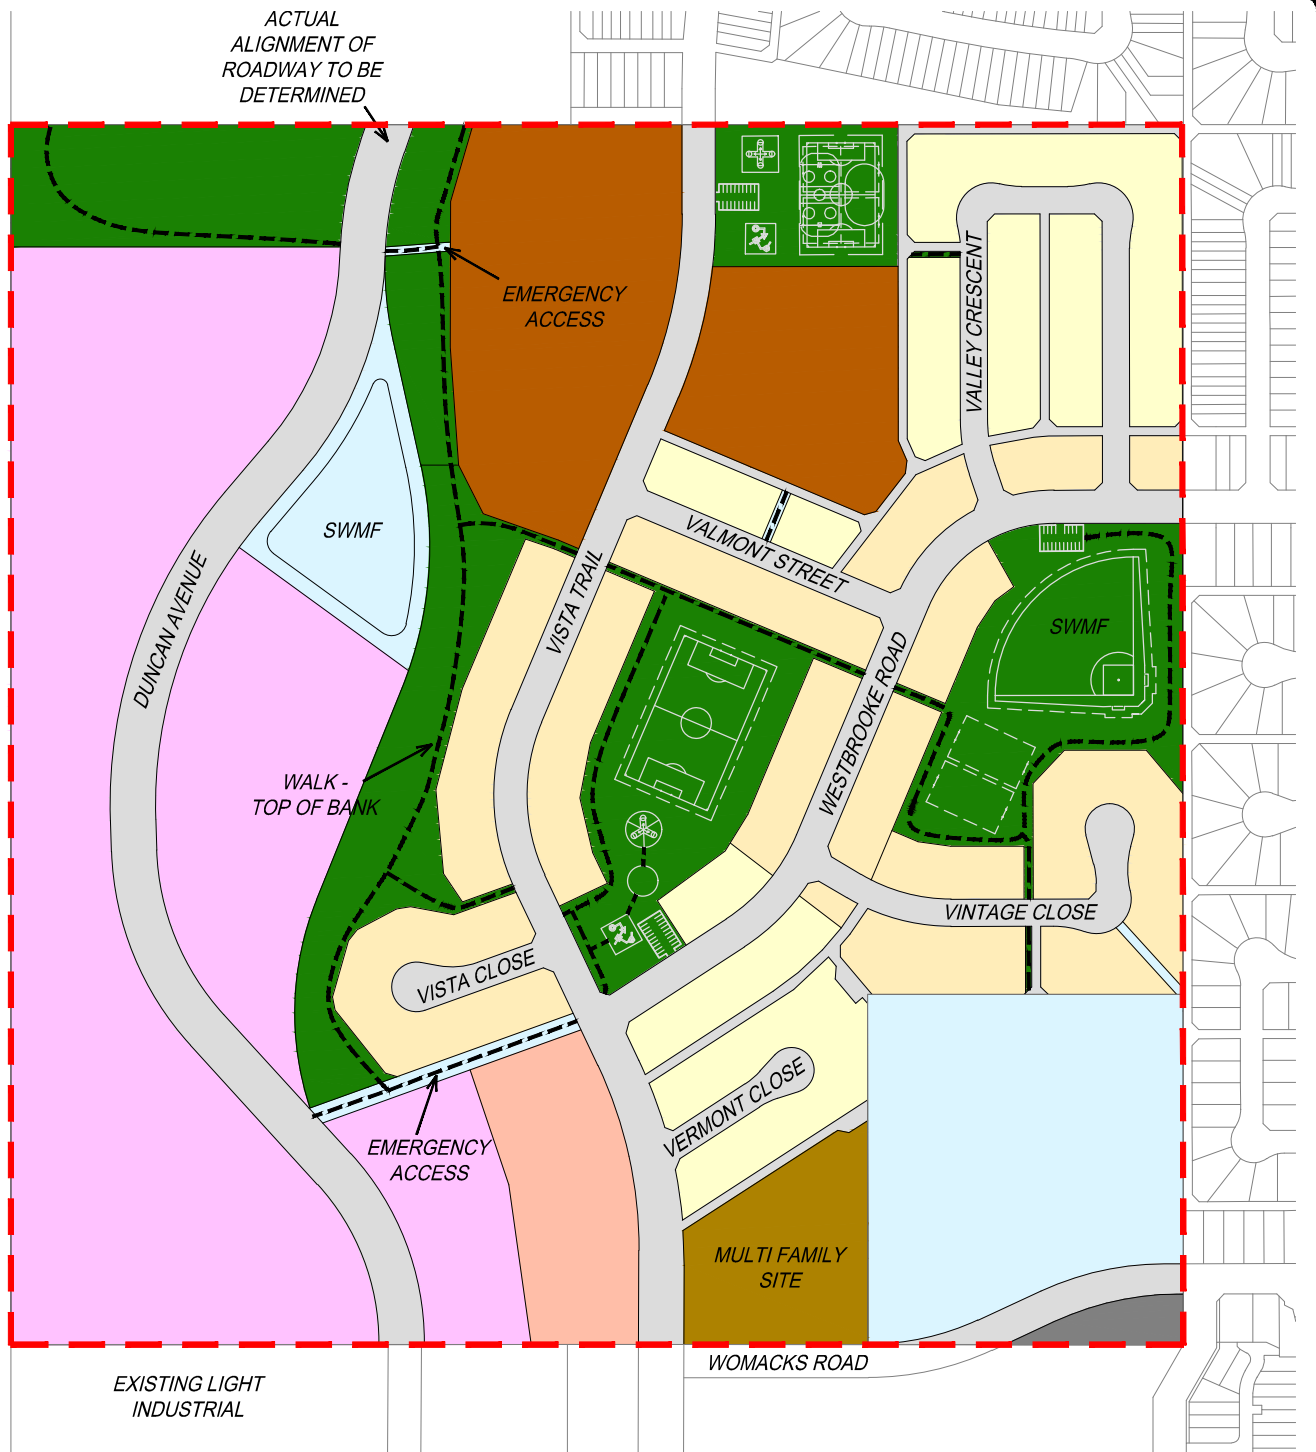 ACTUAL
ALIGNMENT OF
ROADWAY TO BE
DETERMINED
EMERGENCY
ACCESS
VALLEY CRESCENT
SWMF
VALMONT STREET
DUNCAN AVENUE
VISTA TRAIL
SWMF
WESTBROOKE ROAD
WALK -
TOP OF BANK
VINTAGE CLOSE
VISTA CLOSE
VERMONT CLOSE
EMERGENCY
ACCESS
MULTI FAMILY
SITE
WOMACKS ROAD
EXISTING LIGHT
INDUSTRIAL